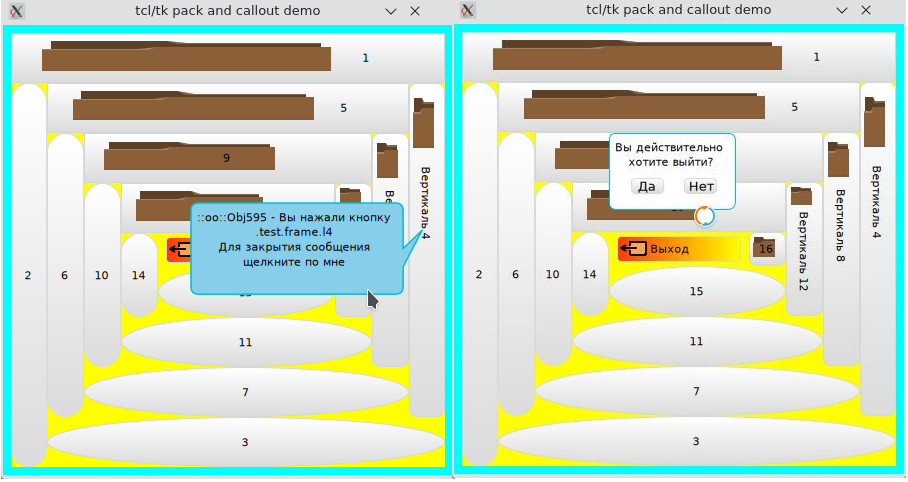 tcl/tk pack and callout demo
1
5
9
Вертикаль 4
::oo::Obj595 - Вы нажали кнопку
.test.frame.l4
Для закрытия сообщения
щелкните по мне
2
6
10
14
11
7
3
tcl/tk pack and callout demo
1
5
Вы действительно
хотите выйти?
Да
Нет
Вертикаль 4
Вертикаль 8
Вертикаль 12
Выход
16
2
6
10
14
15
11
7
3